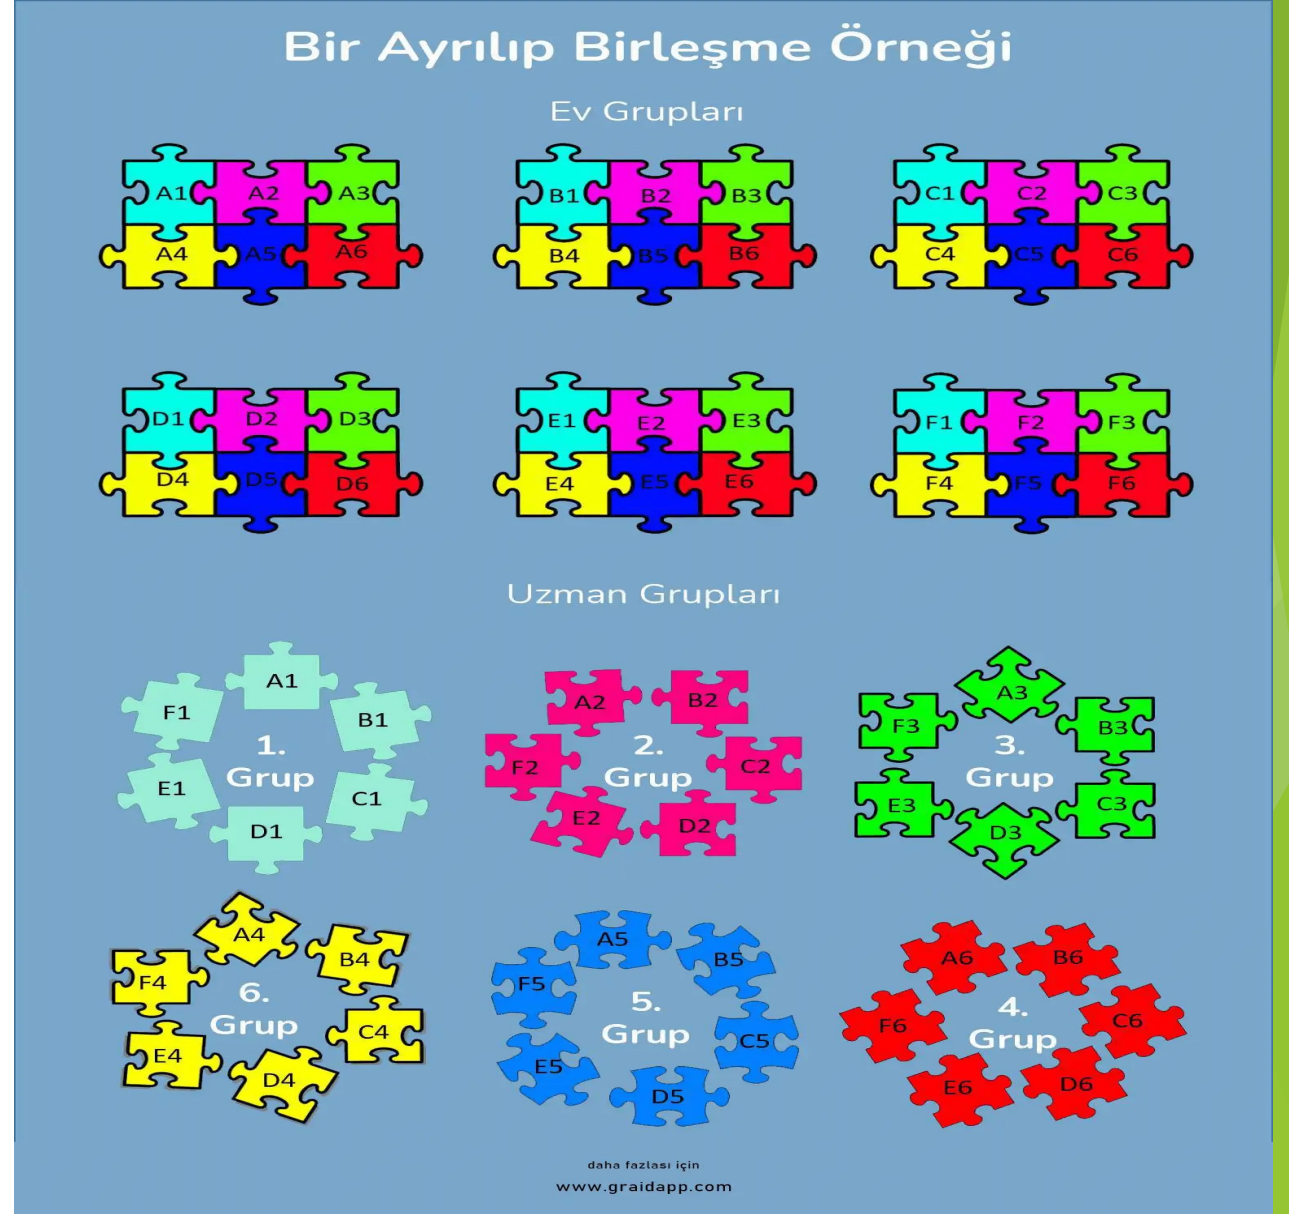 Bir Ayrılıp Birleşme Örneği
Ev Grupları
A1 A2 A3
A4 A5 A6
B1 B2 B3
B4 B5 B6
C1 C2 C3
C4 C5 C6
D1 D2 D3
D4 D5 D6
E1 E2 E3
E4 E5 E6
F1 F2 F3
F4 F5 F6
Uzman Grupları
A1
F1
B1
1.
Grup
E1
C1
D1
A2
B2
2.
Grup
F2
C2
E2
D2
A3
F3
B3
3.
Grup
E3
C3
D3
A4
B4
F4
6.
Grup
C4
E4
D4
A5
B5
F5
5.
Grup
C5
E5
D5
A6
B6
4.
Grup
F6
C6
E6
D6
daha fazlası için
www.graidapp.com